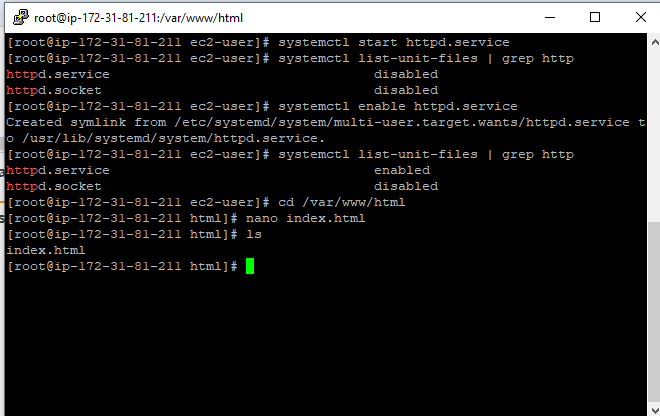 root@ip-172-31-81-211:/var/www/html
[root@ip-172-31-81-211 ec2-user]# systemctl start httpd.service
[root@ip-172-31-81-211 ec2-user]# systemctl list-unit-files | grep http
httpd.service                                 disabled
httpd.socket                                  disabled
[root@ip-172-31-81-211 ec2-user]# systemctl enable httpd.service
Created symlink from /etc/systemd/system/multi-user.target.wants/httpd.service t
o /usr/lib/systemd/system/httpd.service.
[root@ip-172-31-81-211 ec2-user]# systemctl list-unit-files | grep http
httpd.service                                 enabled
httpd.socket                                  disabled
[root@ip-172-31-81-211 ec2-user]# cd /var/www/html
[root@ip-172-31-81-211 html]# nano index.html
[root@ip-172-31-81-211 html]# ls
index.html
[root@ip-172-31-81-211 html]#